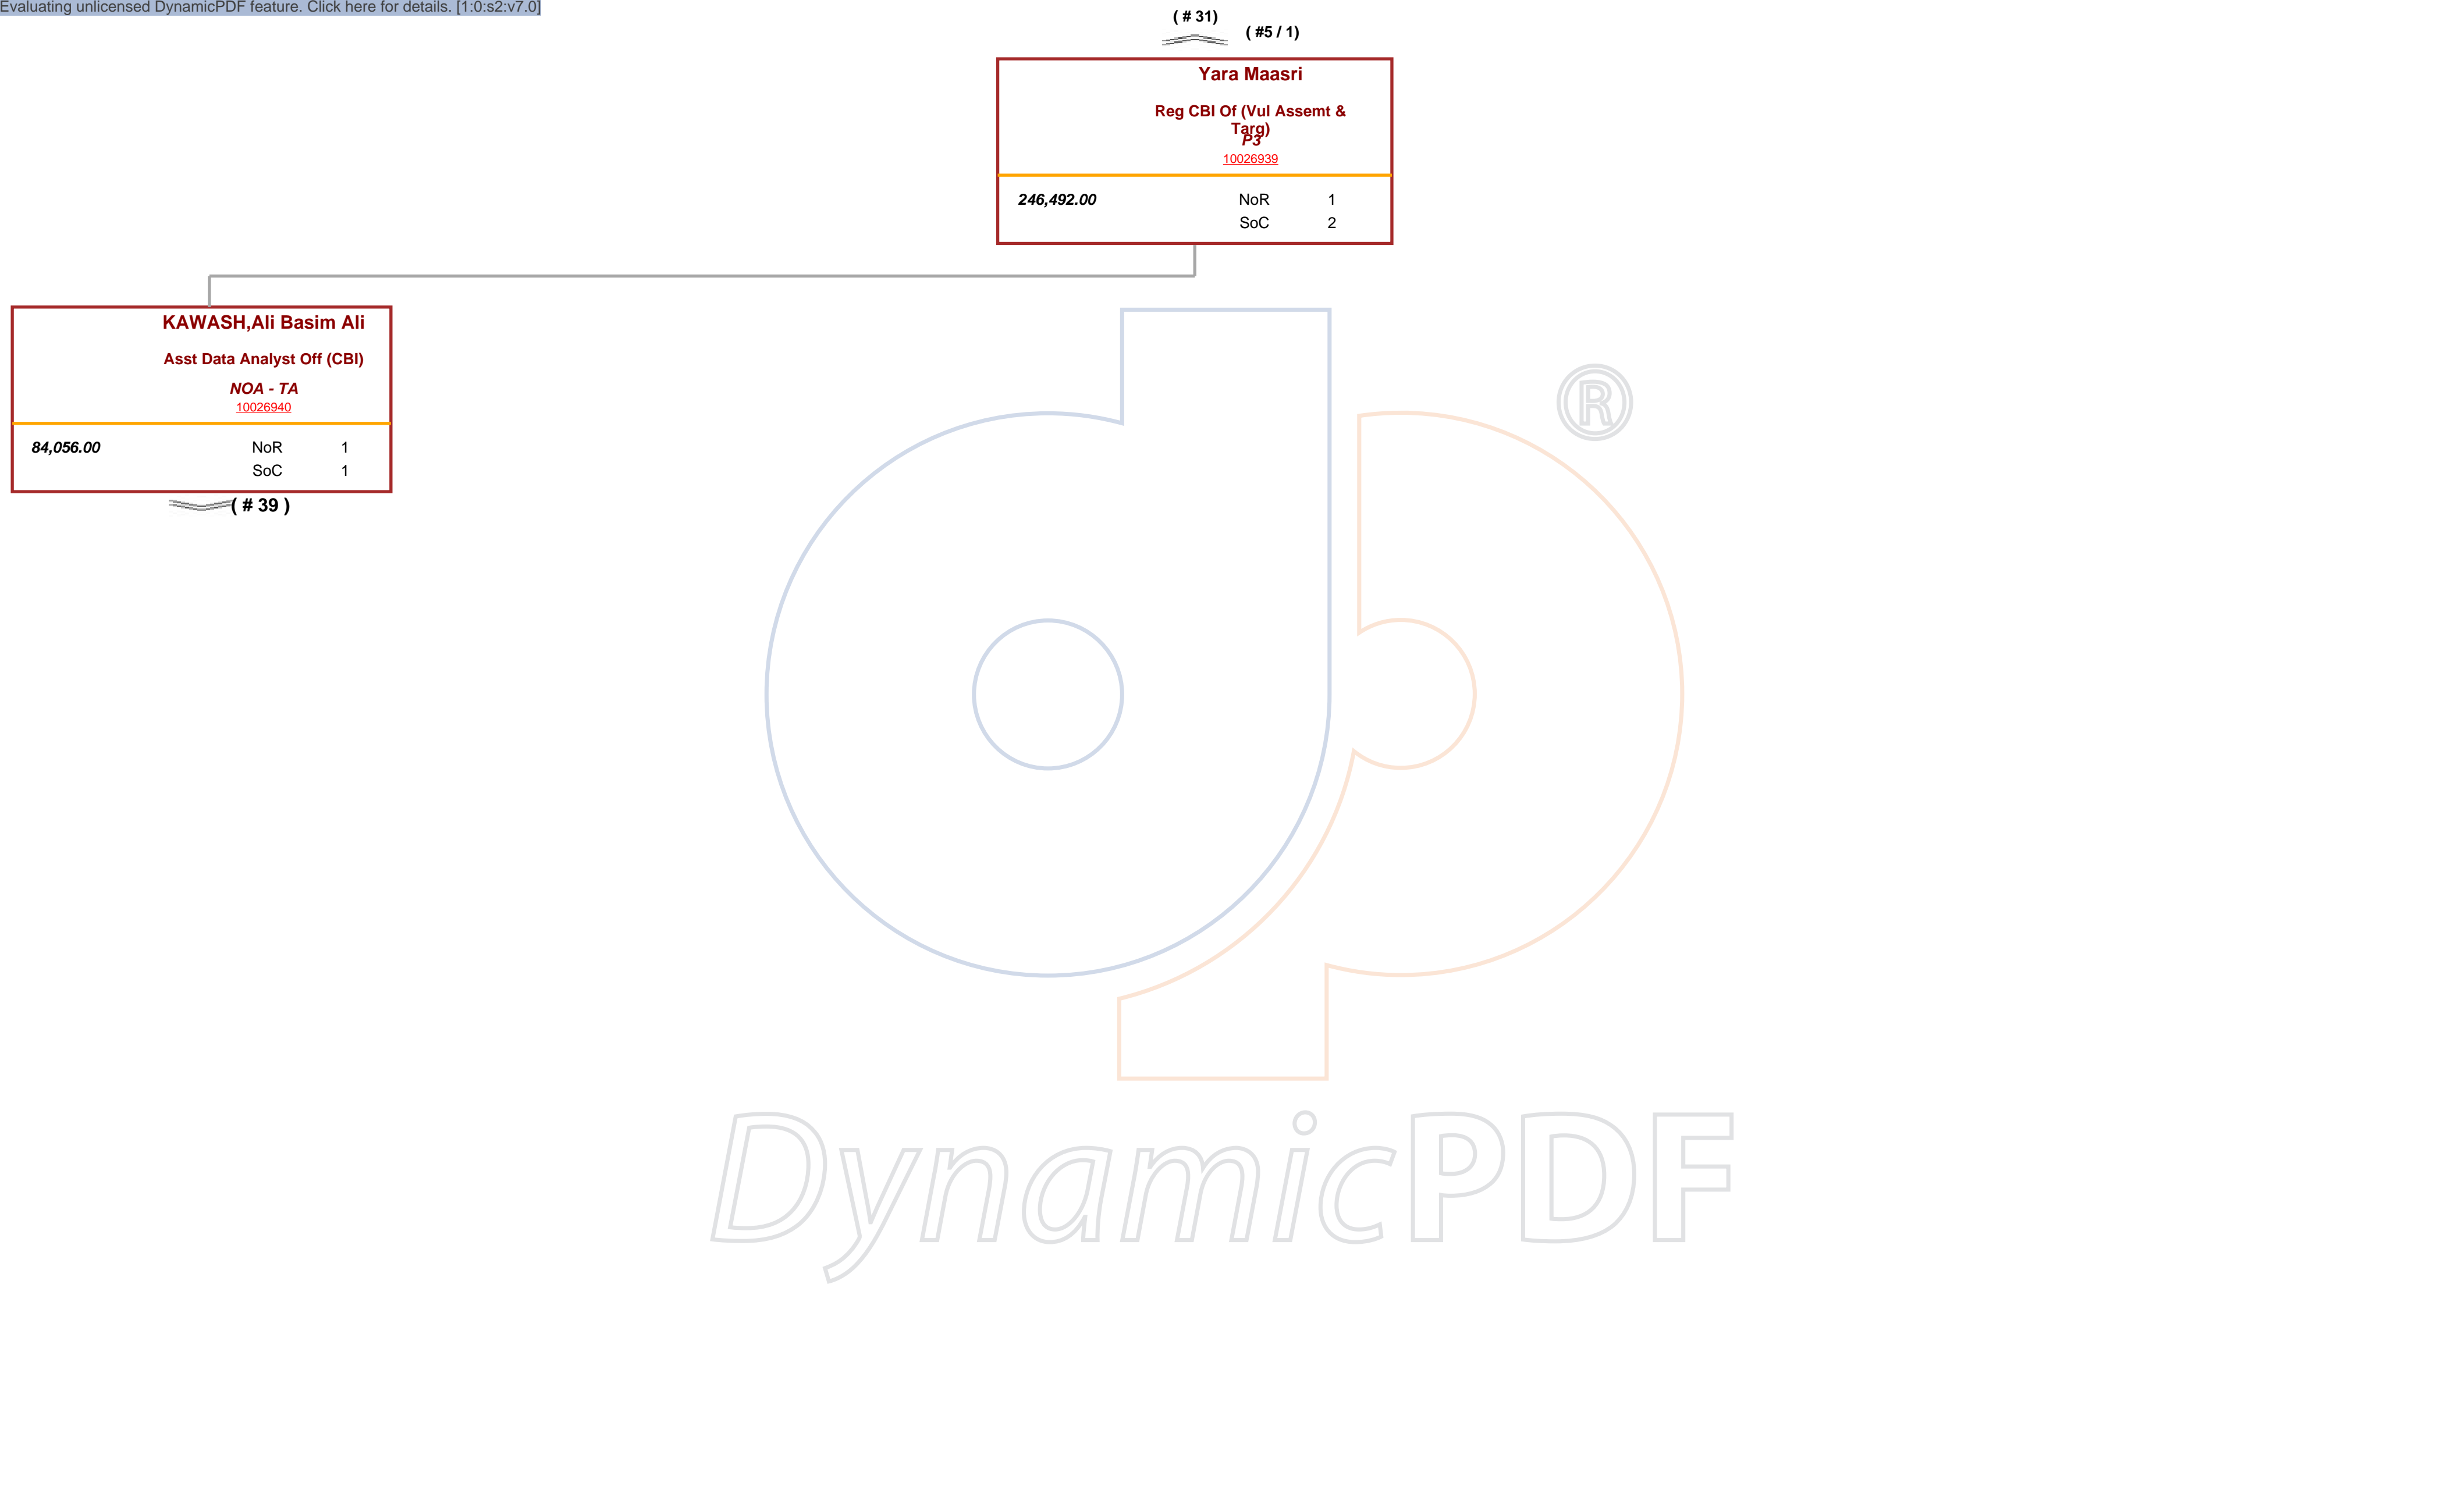 Evaluating unlicensed DynamicPDF feature. Click here for details. [1:0:s2:v7.0]
( # 31)
( #5 / 1)
Yara Maasri
Reg CBI Of (Vul Assemt &
Targ)
P3
10026939
246,492.00 NoR 1
SoC 2
KAWASH,Ali Basim Ali
Asst Data Analyst Off (CBI)
NOA - TA
10026940
84,056.00 NoR 1
SoC 1
( # 39 )
®
DynamicPDF